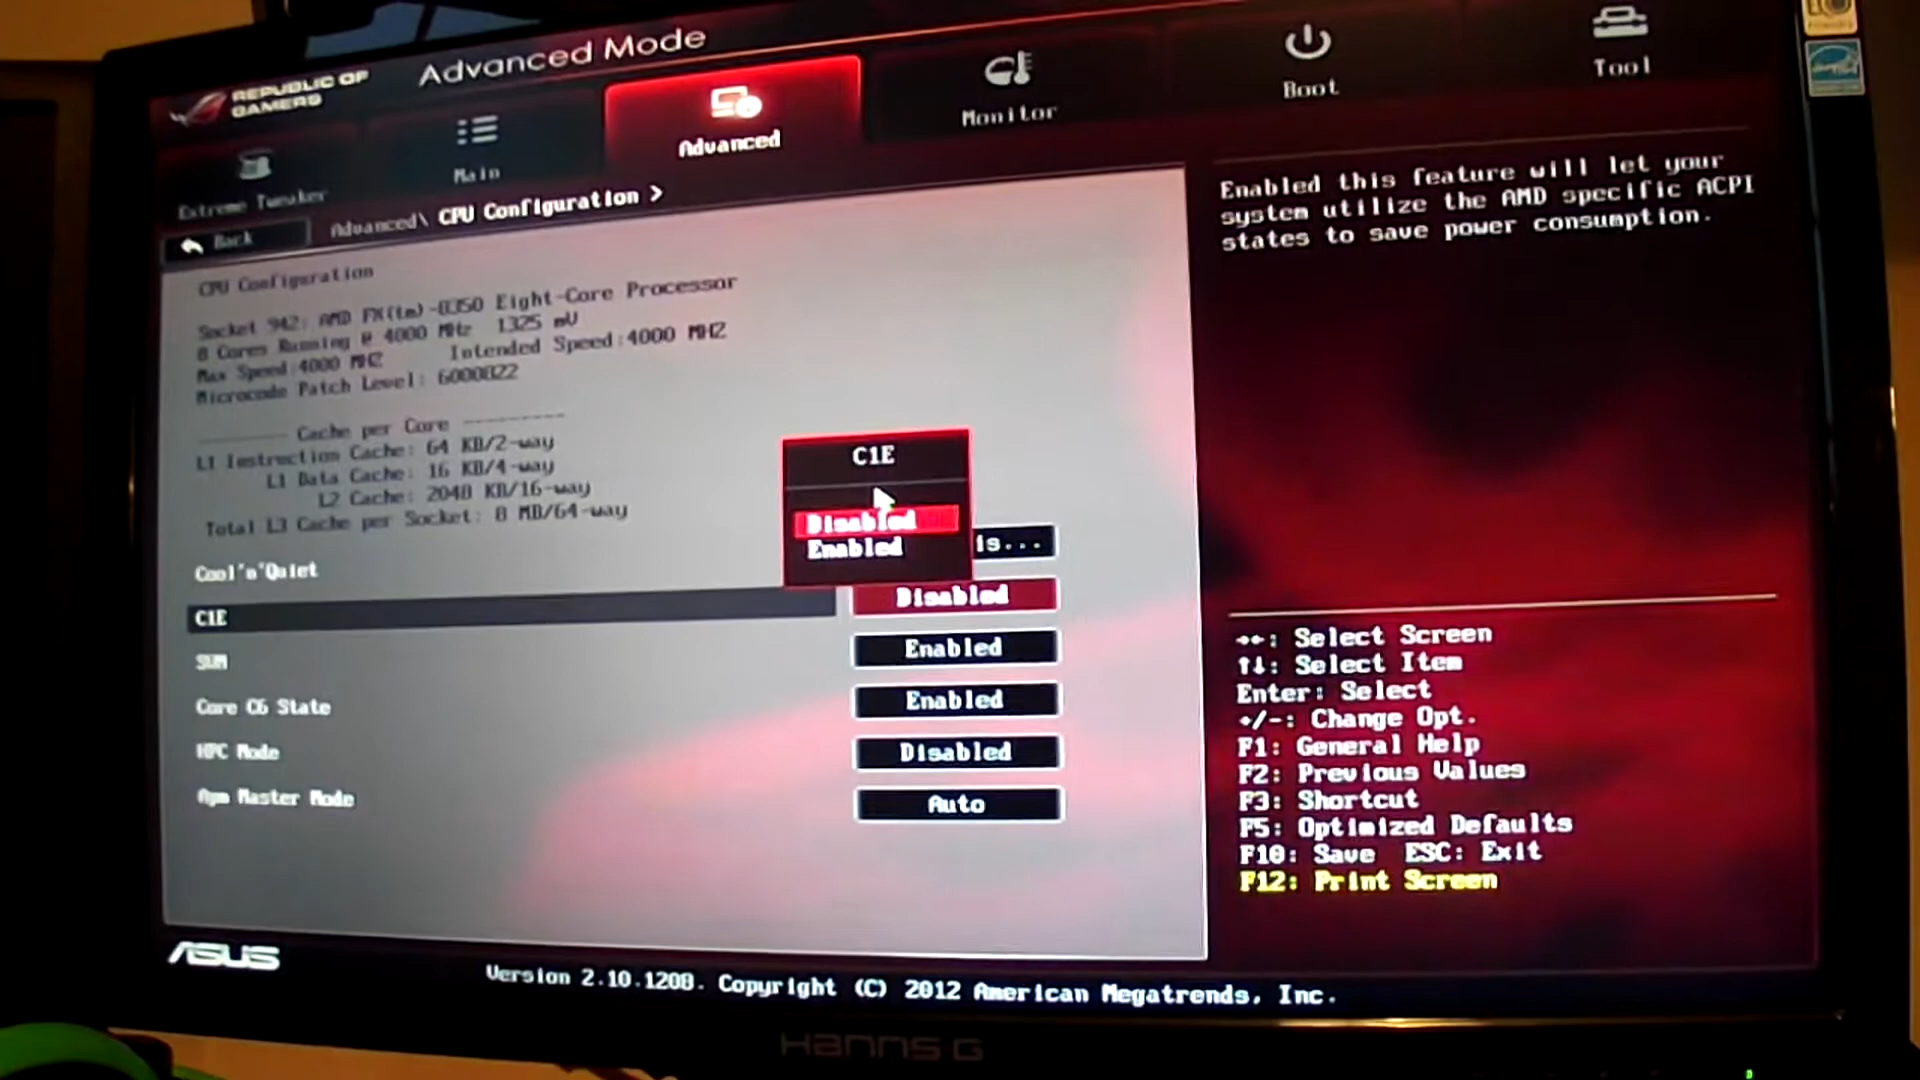 REPUBLIC OF
GAMERS
Advanced Mode
Extreme Tweaker
Main
Advanced
Monitor
Boot
Tool
Back
Advanced\ CPU Configuration >
CPU Configuration
Socket 942: AMD FX(tm)-8350 Eight-Core Processor
8 Cores Running @ 4000 MHz 1325 mV
Max Speed:4000 MHZ Intended Speed:4000 MHZ
Microcode Patch Level: 6000822
--------- Cache per Core ---------
L1 Instruction Cache: 64 KB/2-way
L1 Data Cache: 16 KB/4-way
L2 Cache: 2048 KB/16-way
Total L3 Cache per Socket: 8 MB/64-way
C1E
Disabled
Enabled
Cool'n'Quiet
is...
C1E
Disabled
SVM
Enabled
Core C6 State
Enabled
HPC Mode
Disabled
Apm Master Mode
Auto
Enabled this feature will let your
system utilize the AMD specific ACPI
states to save power consumption.
→←: Select Screen
↑↓: Select Item
Enter: Select
+/-: Change Opt.
F1: General Help
F2: Previous Values
F3: Shortcut
F5: Optimized Defaults
F10: Save ESC: Exit
F12: Print Screen
ASUS
Version 2.10.1208. Copyright (C) 2012 American Megatrends, Inc.
HANNS·G